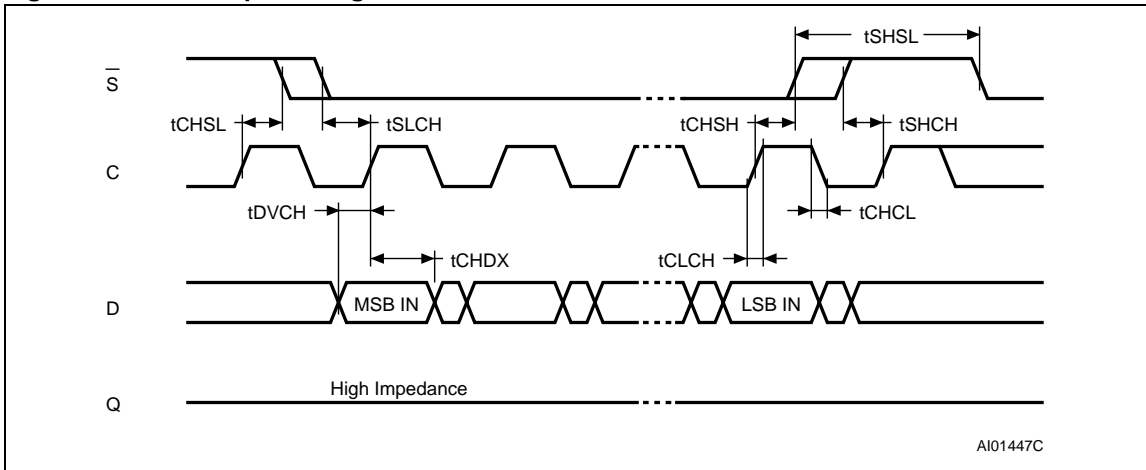 tSHSL
S
tCHSL
tSLCH
tCHSH
tSHCH
C
tDVCH
tCHCL
tCHDX
tCLCH
D
MSB IN
LSB IN
High Impedance
Q
AI01447C